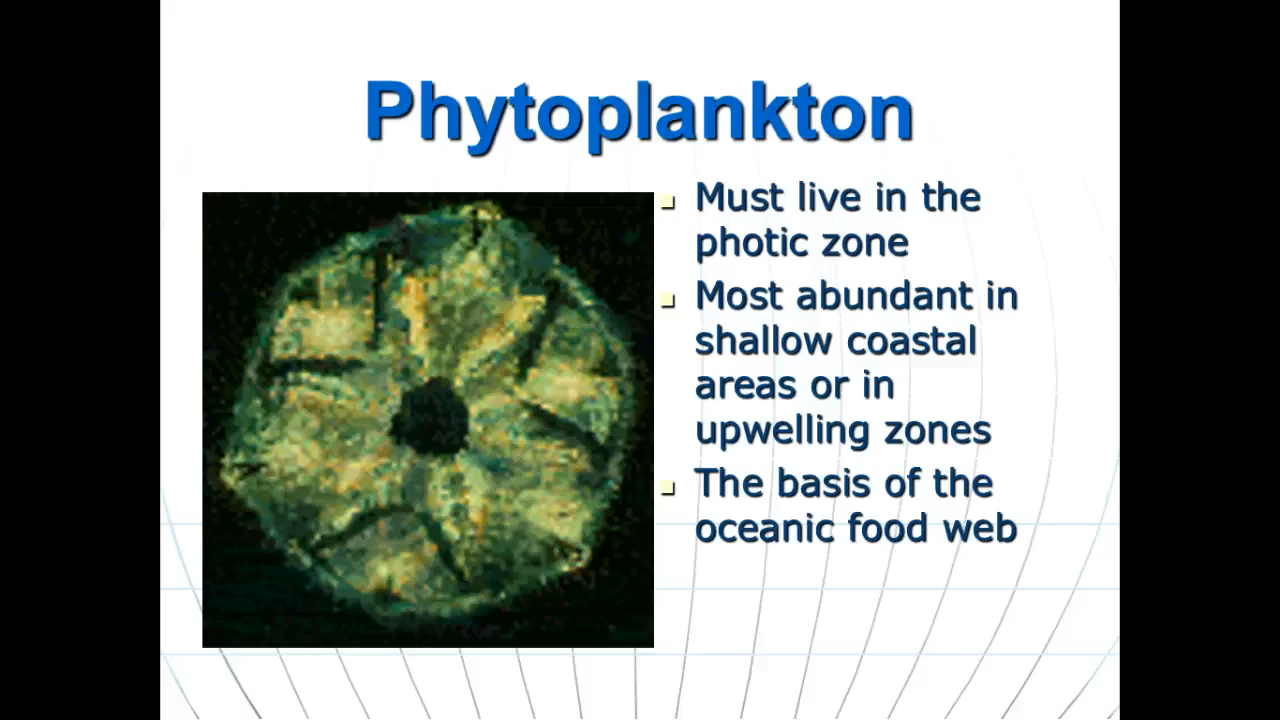 Phytoplankton
Must live in the
photic zone
Most abundant in
shallow coastal
areas or in
upwelling zones
The basis of the
oceanic food web